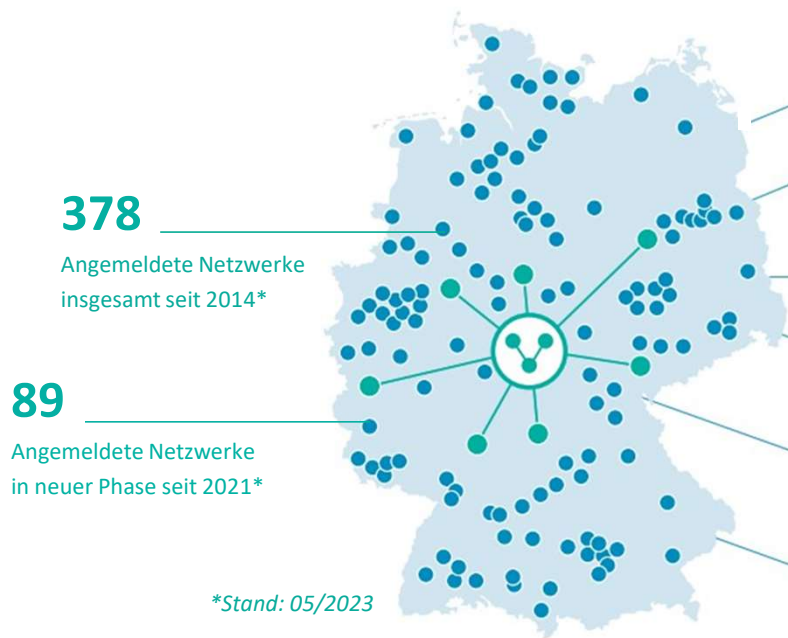 378
Angemeldete Netzwerke
insgesamt seit 2014*
89
Angemeldete Netzwerke
in neuer Phase seit 2021*
*Stand: 05/2023